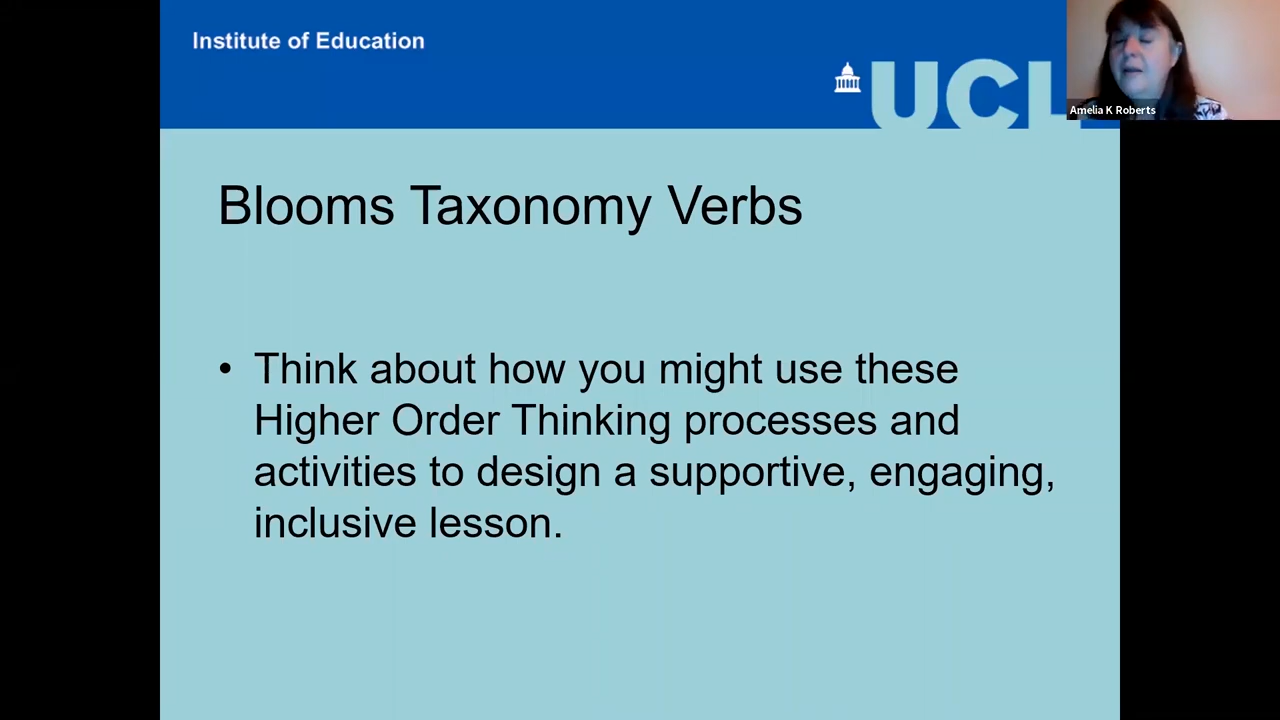 Institute of Education
UCL
Amelia K Roberts
Blooms Taxonomy Verbs
• Think about how you might use these
Higher Order Thinking processes and
activities to design a supportive, engaging,
inclusive lesson.